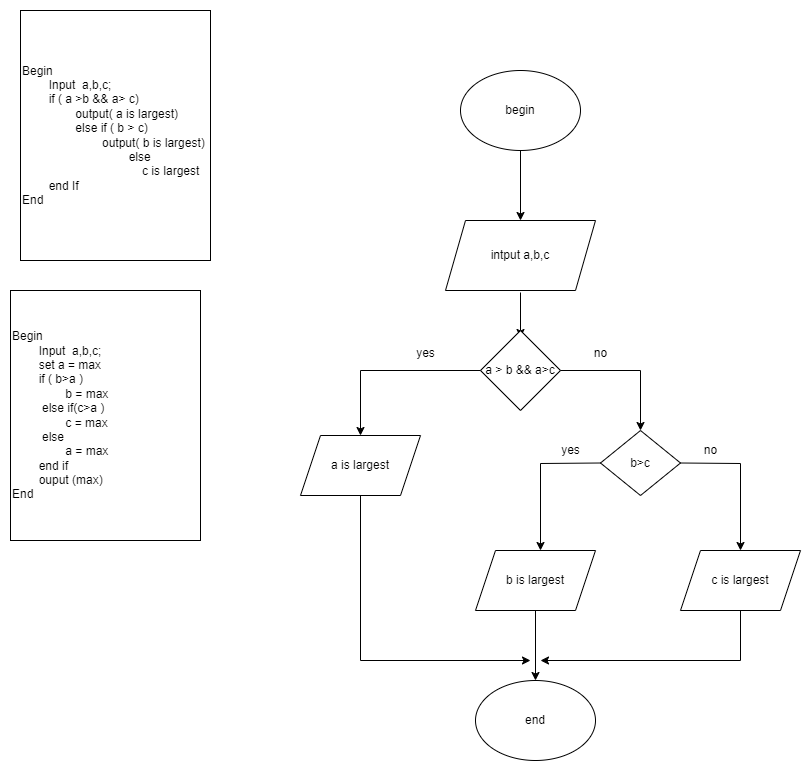 Begin
Input a,b,c;
if ( a >b && a> c)
output( a is largest)
else if ( b > c)
output( b is largest)
else
c is largest
end If
End
Begin
Input a,b,c;
set a = max
if ( b>a )
b = max
else if(c>a )
c = max
else
a = max
end if
ouput (max)
End
begin
intput a,b,c
yes
no
a > b && a>c
a is largest
yes
b>c
no
b is largest
c is largest
end